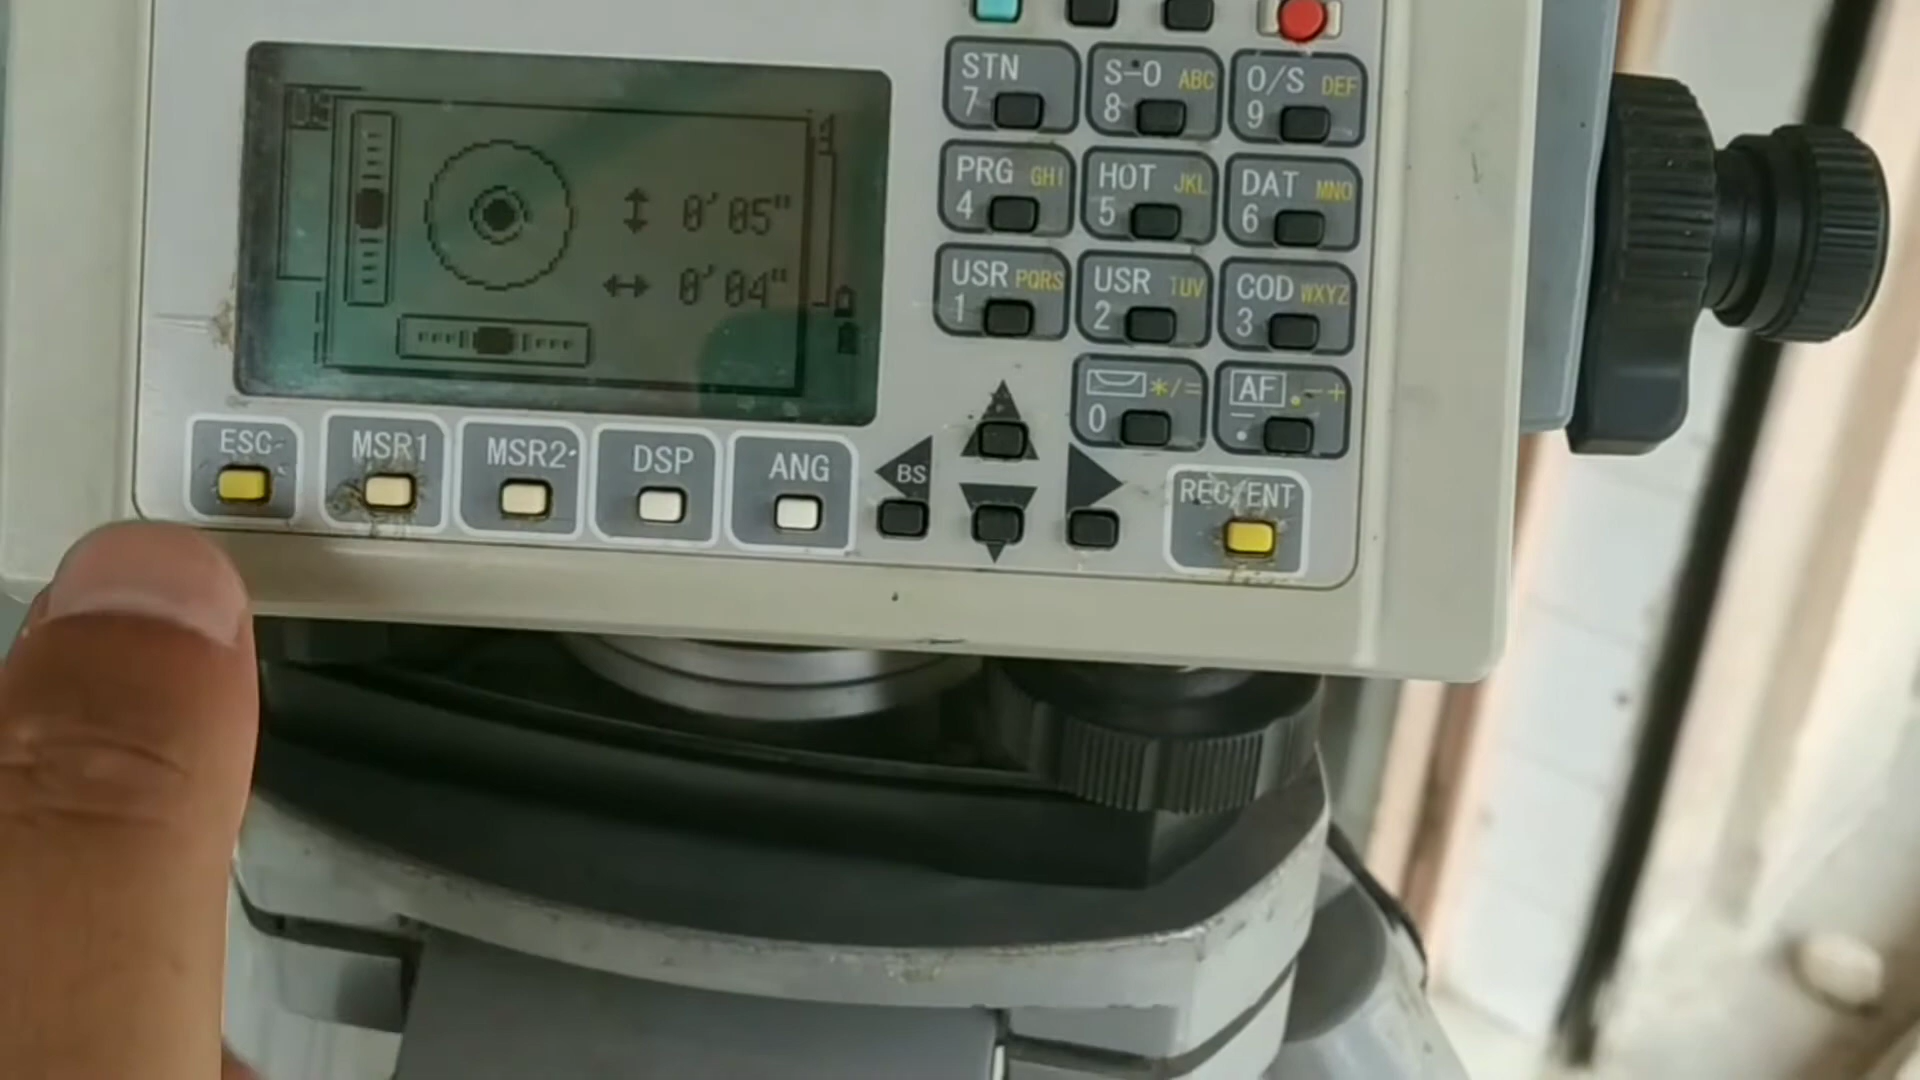 0'05"
0'04"
STN
7
S-O ABC
8
O/S DEF
9
PRG GHI
4
HOT JKL
5
DAT MNO
6
USR PQRS
1
USR TUV
2
COD WXYZ
3
*/=
0
AF .-+
ESC
MSR1
MSR2
DSP
ANG
BS
REC/ENT